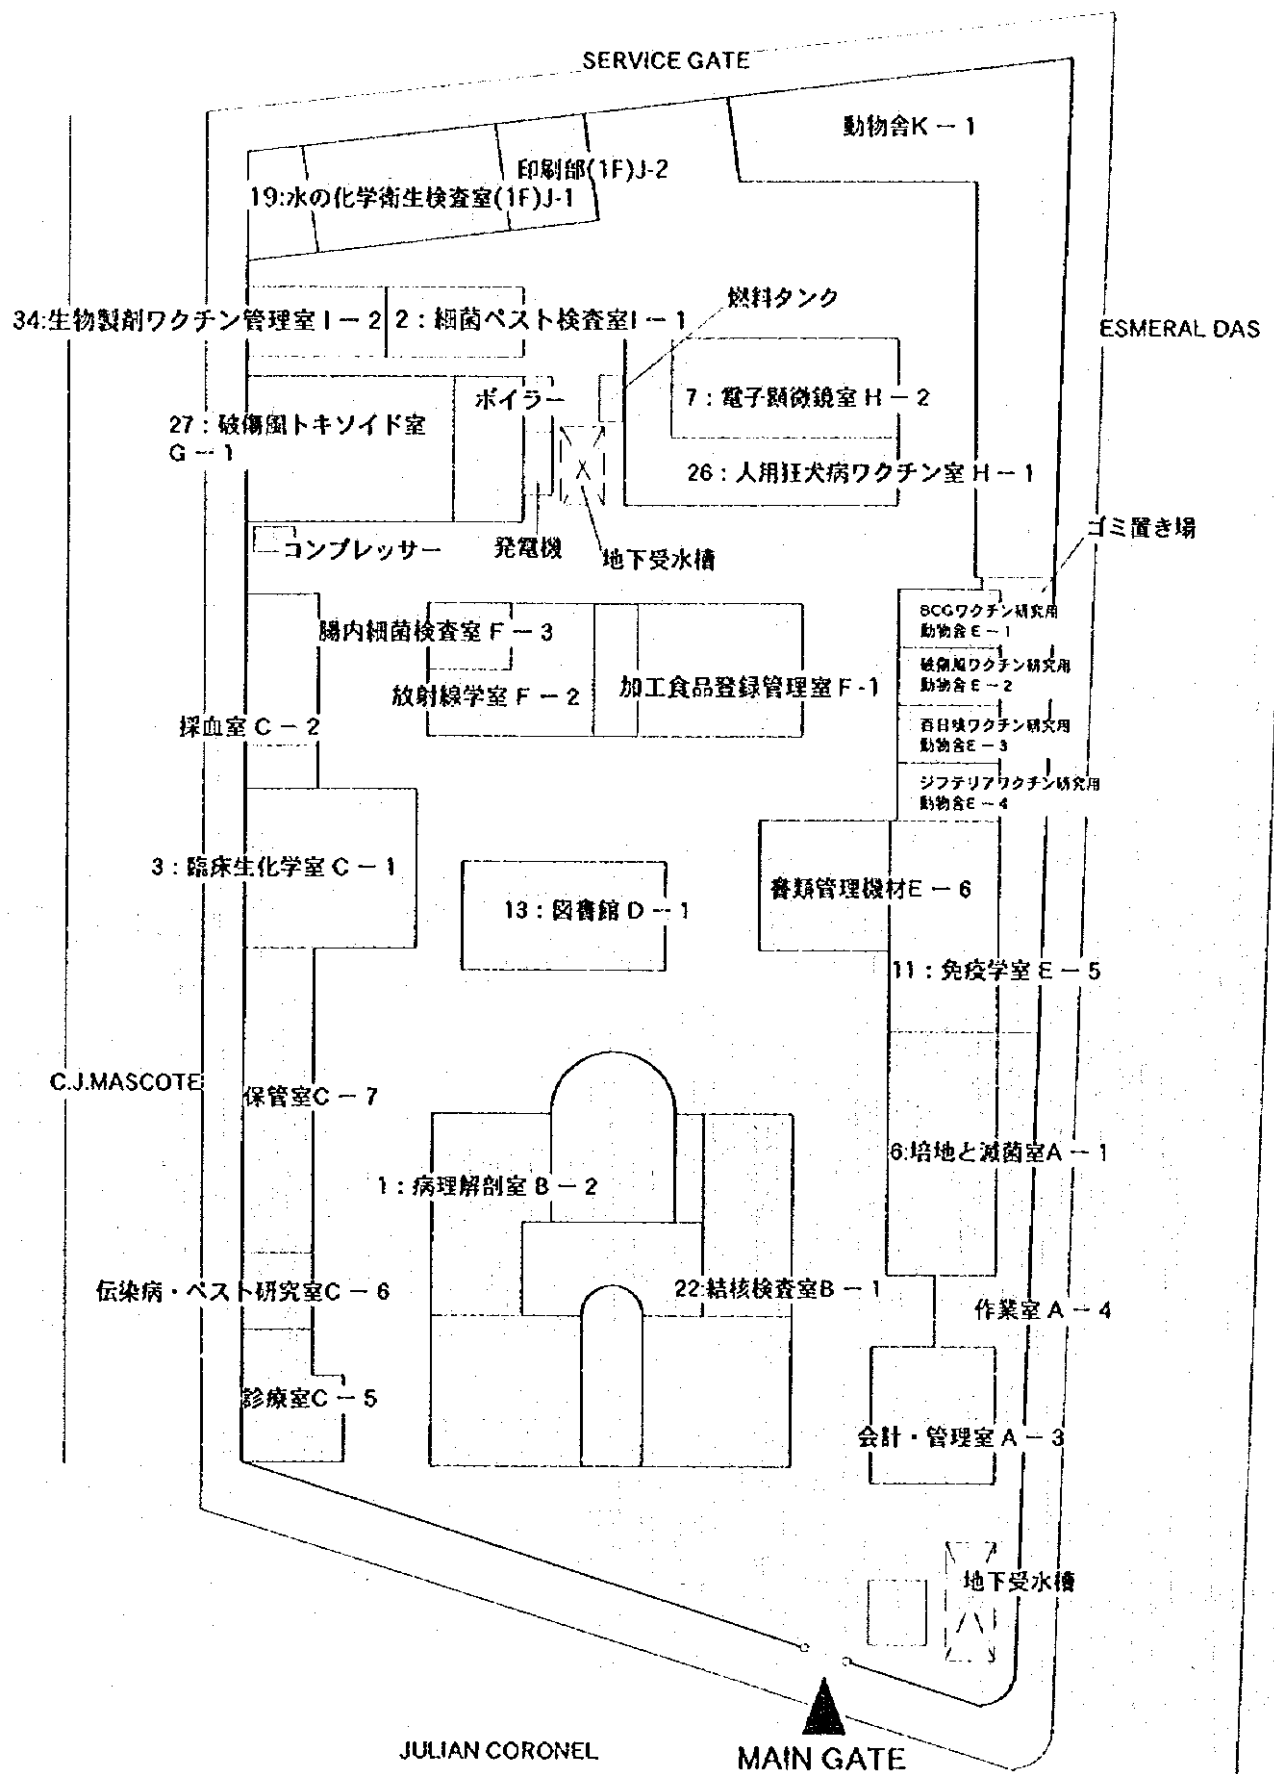 SERVICE GATE
動物舎K－1
印刷部(1F)J-2
19:水の化学衛生検査室(1F)J-1
燃料タンク
34:生物製剤ワクチン管理室I－2
2：細菌ペスト検査室I－1
ESMERAL DAS
ボイラー
7：電子顕微鏡室H－2
27：破傷風トキソイド室
G－1
26：人用狂犬病ワクチン室H－1
ゴミ置き場
コンプレッサー
発電機
地下受水槽
BCGワクチン研究用
動物舎E－1
腸内細菌検査室F－3
破傷風ワクチン研究用
動物舎E－2
放射線学室F－2
加工食品登録管理室F-1
採血室C－2
百日咳ワクチン研究用
動物舎E－3
ジフテリアワクチン研究用
動物舎E－4
3：臨床生化学室C－1
書類管理機材E－6
13：図書館D－1
11：免疫学室E－5
C.J.MASCOTE
保管室C－7
6:培地と滅菌室A－1
1：病理解剖室B－2
伝染病・ペスト研究室C－6
22:結核検査室B－1
作業室A－4
診療室C－5
会計・管理室A－3
地下受水槽
JULIAN CORONEL
MAIN GATE